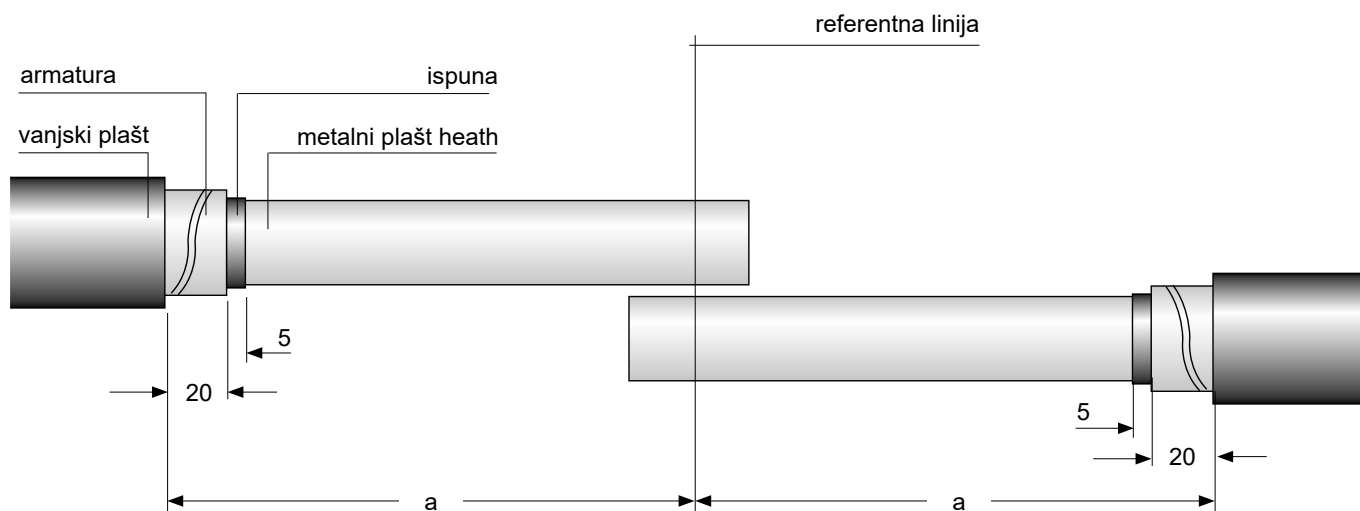 referentna linija
armatura
ispuna
vanjski plašt
metalni plašt heath
5
20
5
20
a
a